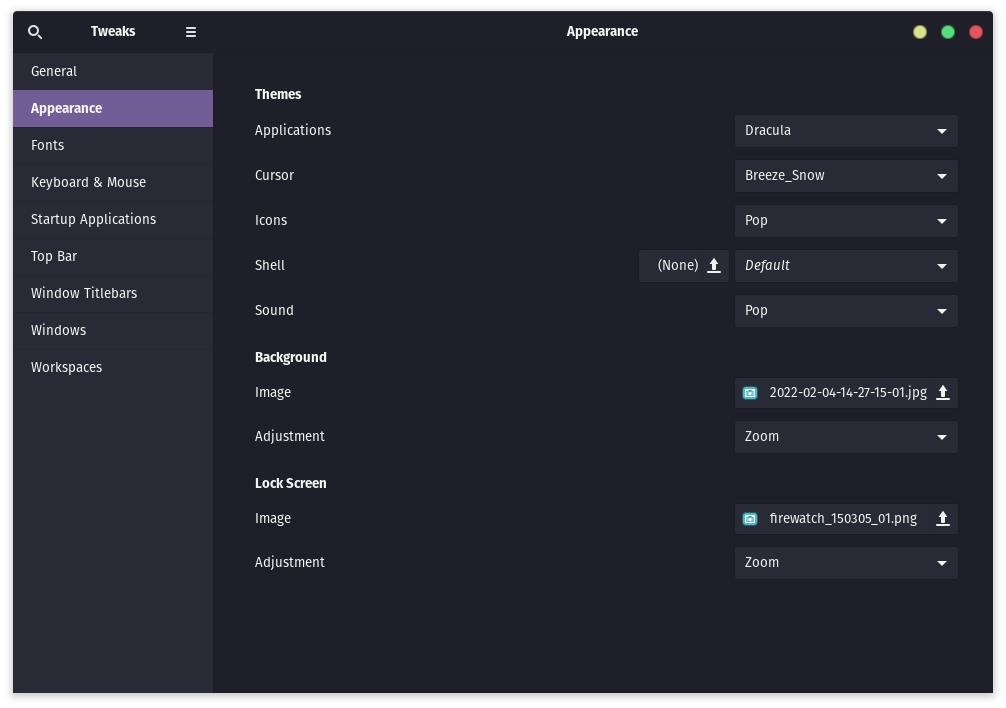 Tweaks
Appearance
General
Appearance
Fonts
Keyboard & Mouse
Startup Applications
Top Bar
Window Titlebars
Windows
Workspaces
Themes
Applications Dracula
Cursor Breeze_Snow
Icons Pop
Shell (None) Default
Sound Pop
Background
Image 2022-02-04-14-27-15-01.jpg
Adjustment Zoom
Lock Screen
Image firewatch_150305_01.png
Adjustment Zoom